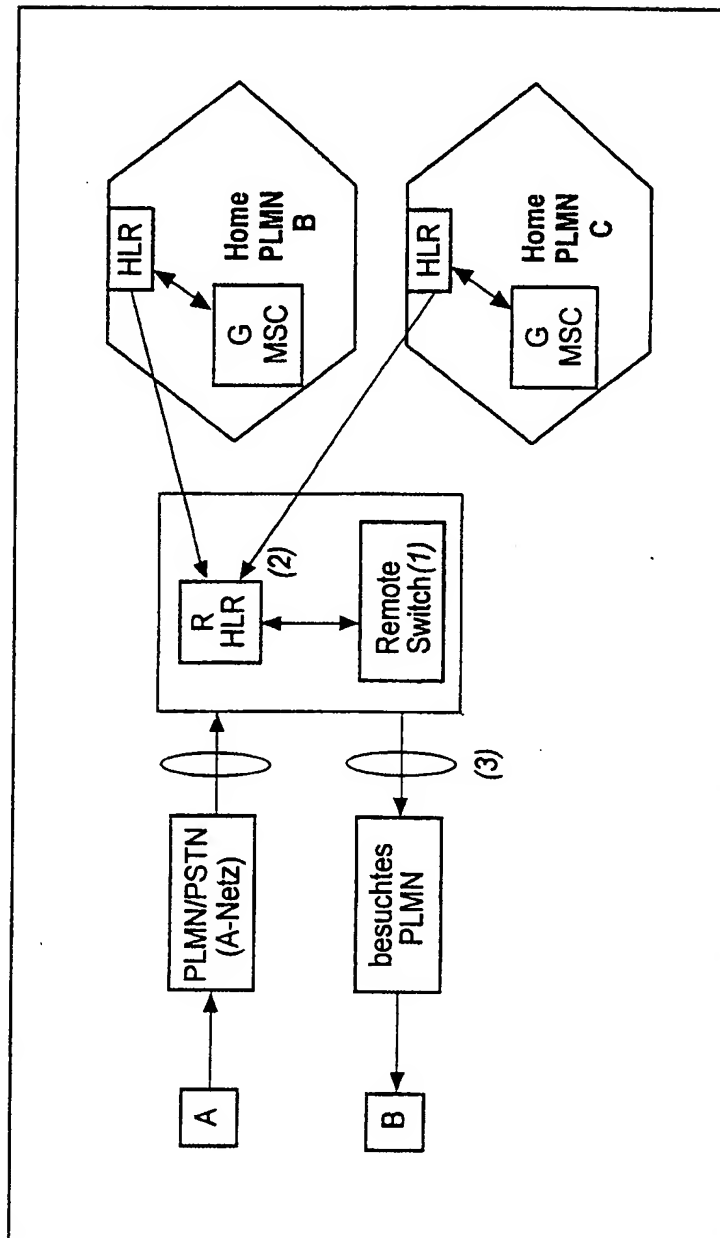 A
PLMN/PSTN
(A-Netz)
B
besuchtes
PLMN
(3)
R
HLR
(2)
Remote
Switch(1)
HLR
G
MSC
Home
PLMN
B
HLR
G
MSC
Home
PLMN
C